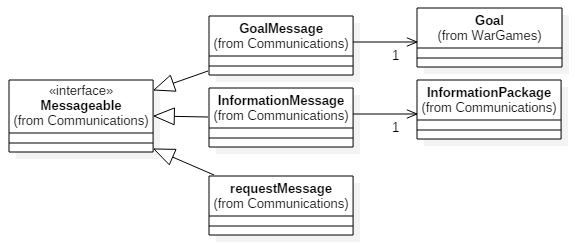 «interface»
Messageable
(from Communications)
GoalMessage
(from Communications)
1
Goal
(from WarGames)
InformationMessage
(from Communications)
1
InformationPackage
(from Communications)
requestMessage
(from Communications)